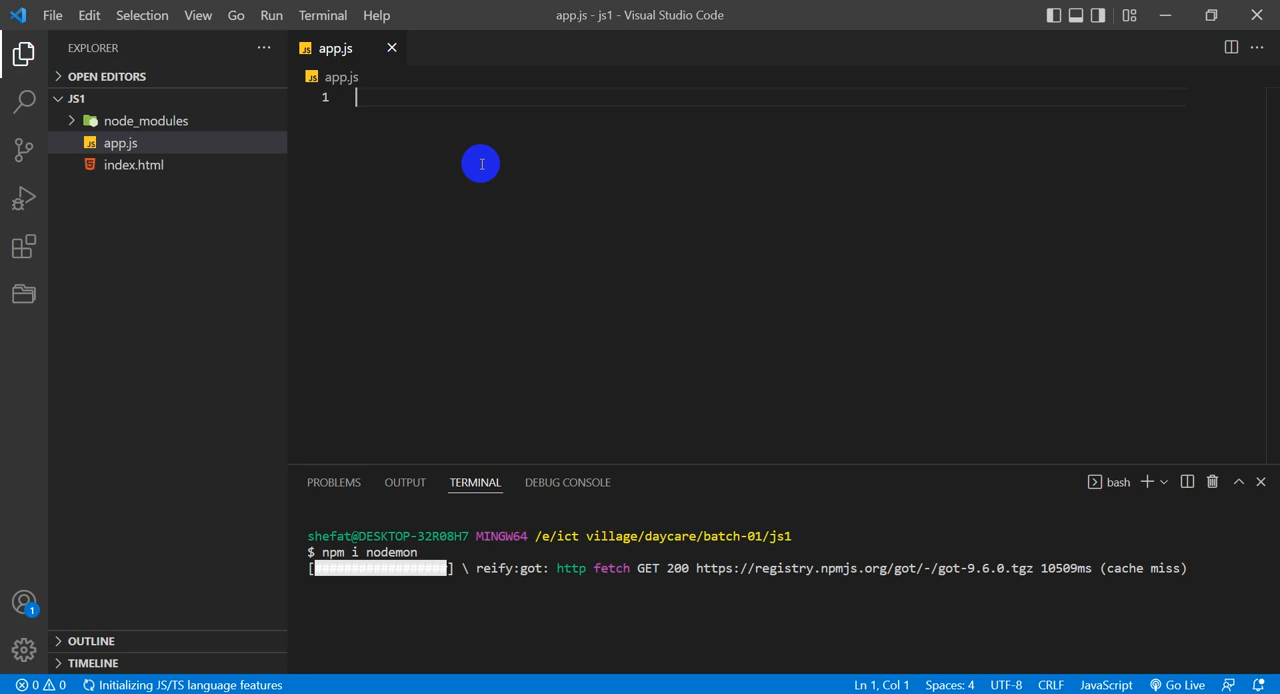 File Edit Selection View Go Run Terminal Help
app.js - js1 - Visual Studio Code
EXPLORER
OPEN EDITORS
JS1
node_modules
JS app.js
index.html
OUTLINE
TIMELINE
JS app.js
JS app.js
1
PROBLEMS OUTPUT TERMINAL DEBUG CONSOLE
bash
shefat@DESKTOP-32R08H7 MINGW64 /e/ict village/daycare/batch-01/js1
$ npm i nodemon
[##################] \ reify:got: http fetch GET 200 https://registry.npmjs.org/got/-/got-9.6.0.tgz 10509ms (cache miss)
1
0 0 Initializing JS/TS language features
Ln 1, Col 1 Spaces: 4 UTF-8 CRLF JavaScript Go Live